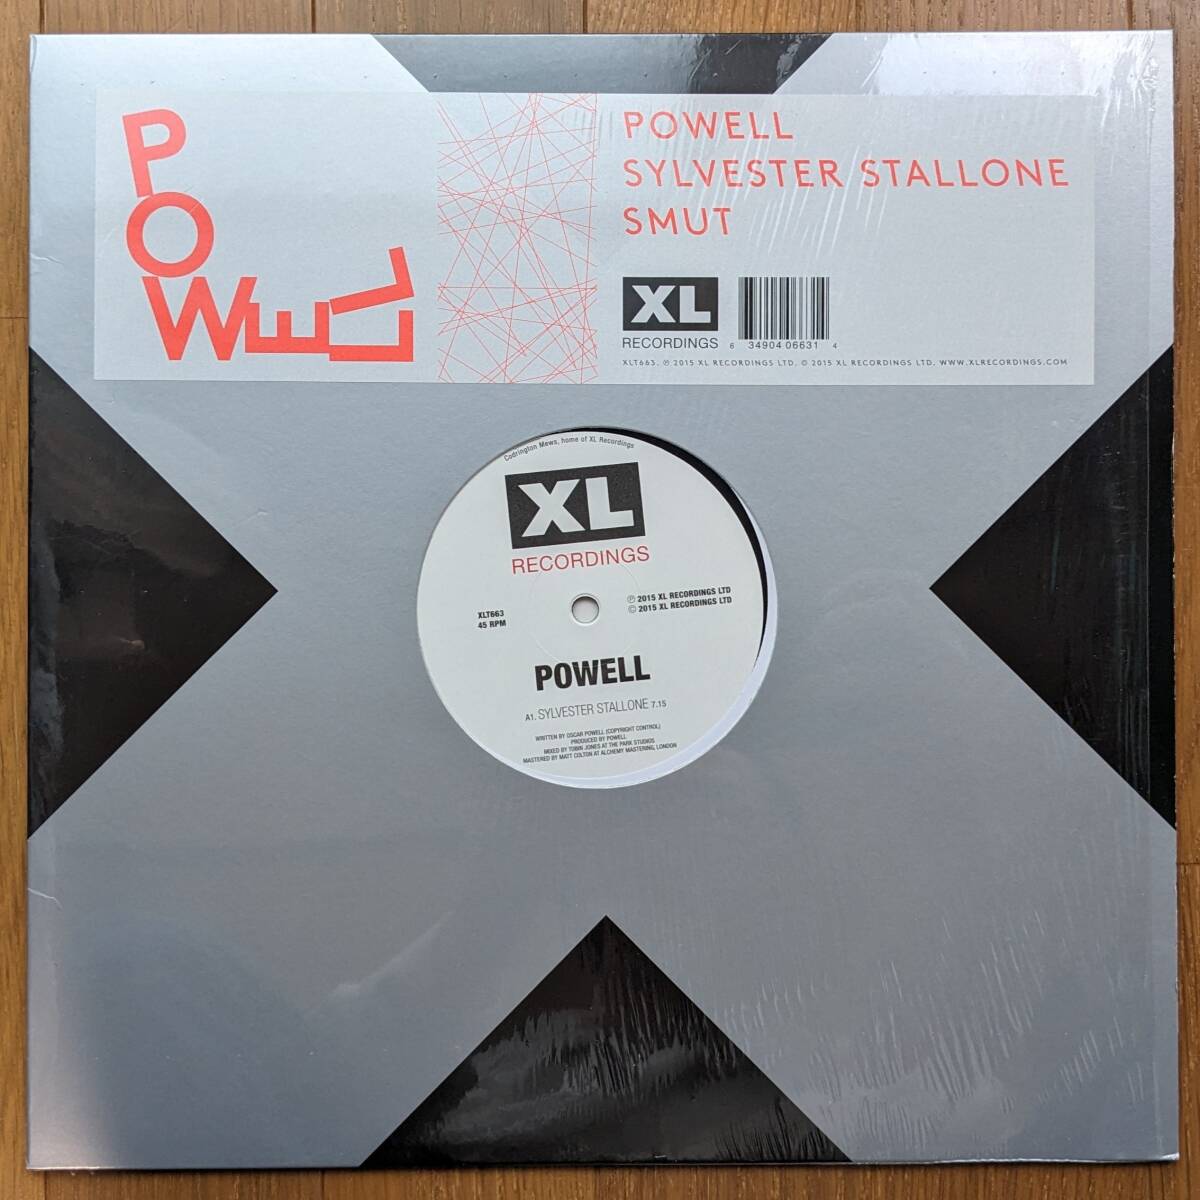 POWELL
POWELL
SYLVESTER STALLONE
SMUT
XL
RECORDINGS
6 34904 06631 4
XLT663. ℗ 2015 XL RECORDINGS LTD. © 2015 XL RECORDINGS LTD. WWW.XLRECORDINGS.COM
Codrington Mews, home of XL Recordings
XL
RECORDINGS
XLT663
45 RPM
℗ 2015 XL RECORDINGS LTD
© 2015 XL RECORDINGS LTD
POWELL
A1. SYLVESTER STALLONE 7.15
WRITTEN BY OSCAR POWELL (COPYRIGHT CONTROL)
PRODUCED BY POWELL
MIXED BY TOBIN JONES AT THE PARK STUDIOS
MASTERED BY MATT COLTON AT ALCHEMY MASTERING, LONDON